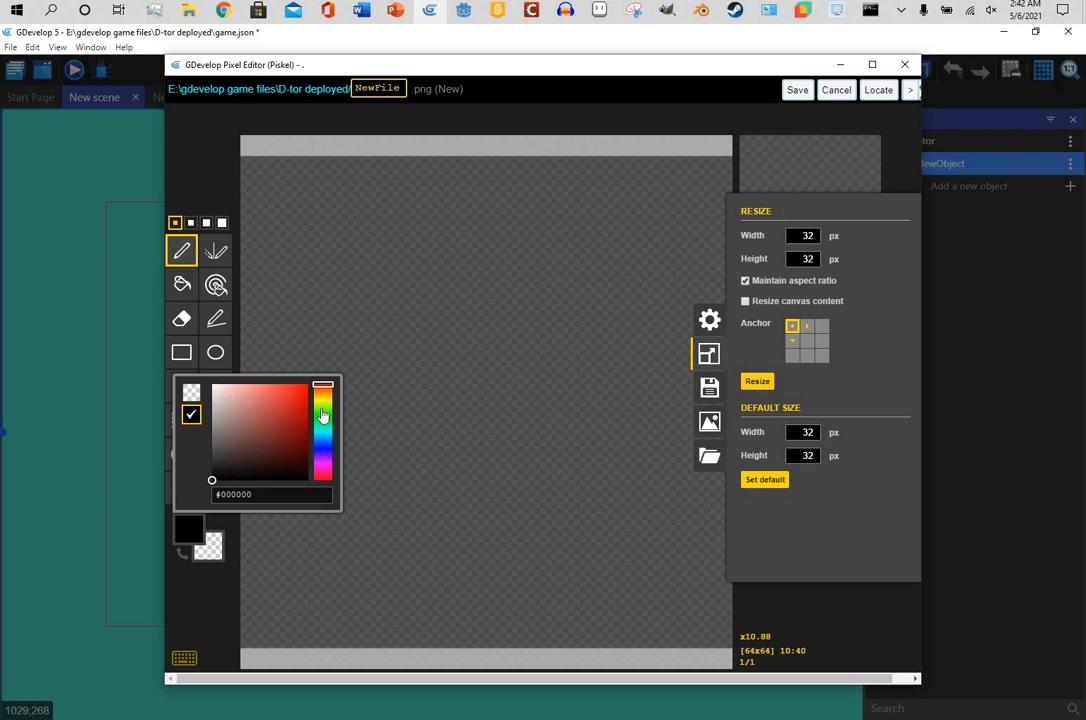 2:42 AM
5/6/2021
GDevelop 5 - E:\gdevelop game files\D-tor deployed\game.json *
File Edit View Window Help
Start Page New scene × Ne
GDevelop Pixel Editor (Piskel) - .
E:\gdevelop game files\D-tor deployed/ NewFile .png (New)
Save Cancel Locate >
tor
ewObject
Add a new object
RESIZE
Width 32 px
Height 32 px
Maintain aspect ratio
Resize canvas content
Anchor
Resize
DEFAULT SIZE
Width 32 px
Height 32 px
Set default
#000000
x10.88
[64x64] 10:40
1/1
1029;268
Search